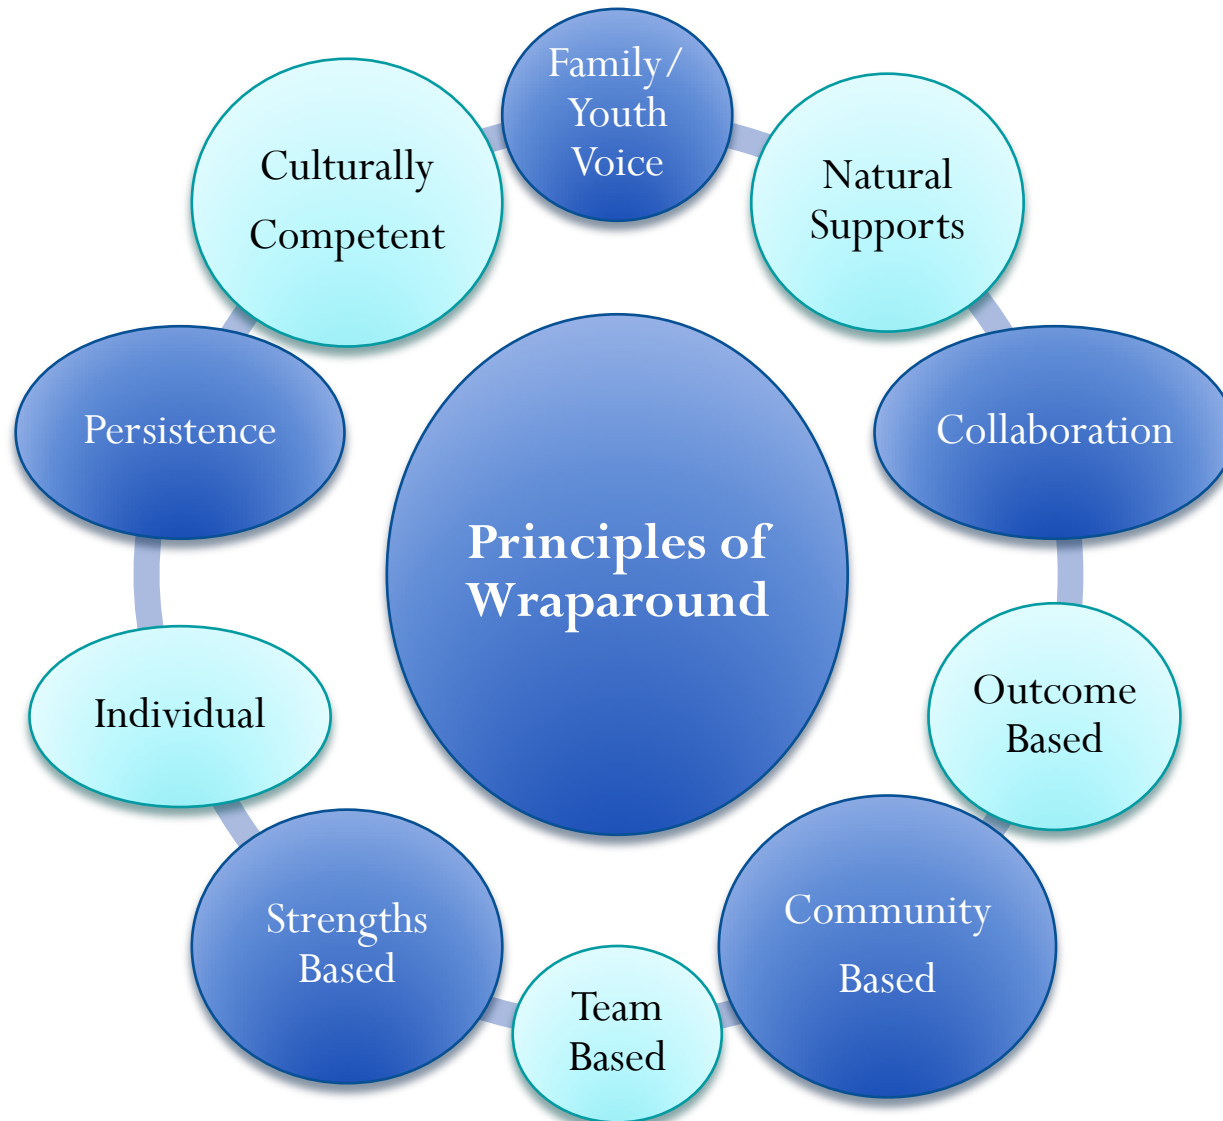 Family/
Youth
Voice
Natural
Supports
Collaboration
Outcome
Based
Community
Based
Team
Based
Strengths
Based
Individual
Persistence
Culturally
Competent
Principles of
Wraparound